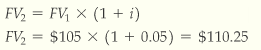 FV₂ = FV₁ × (1 + i)
FV₂ = $105 × (1 + 0.05) = $110.25